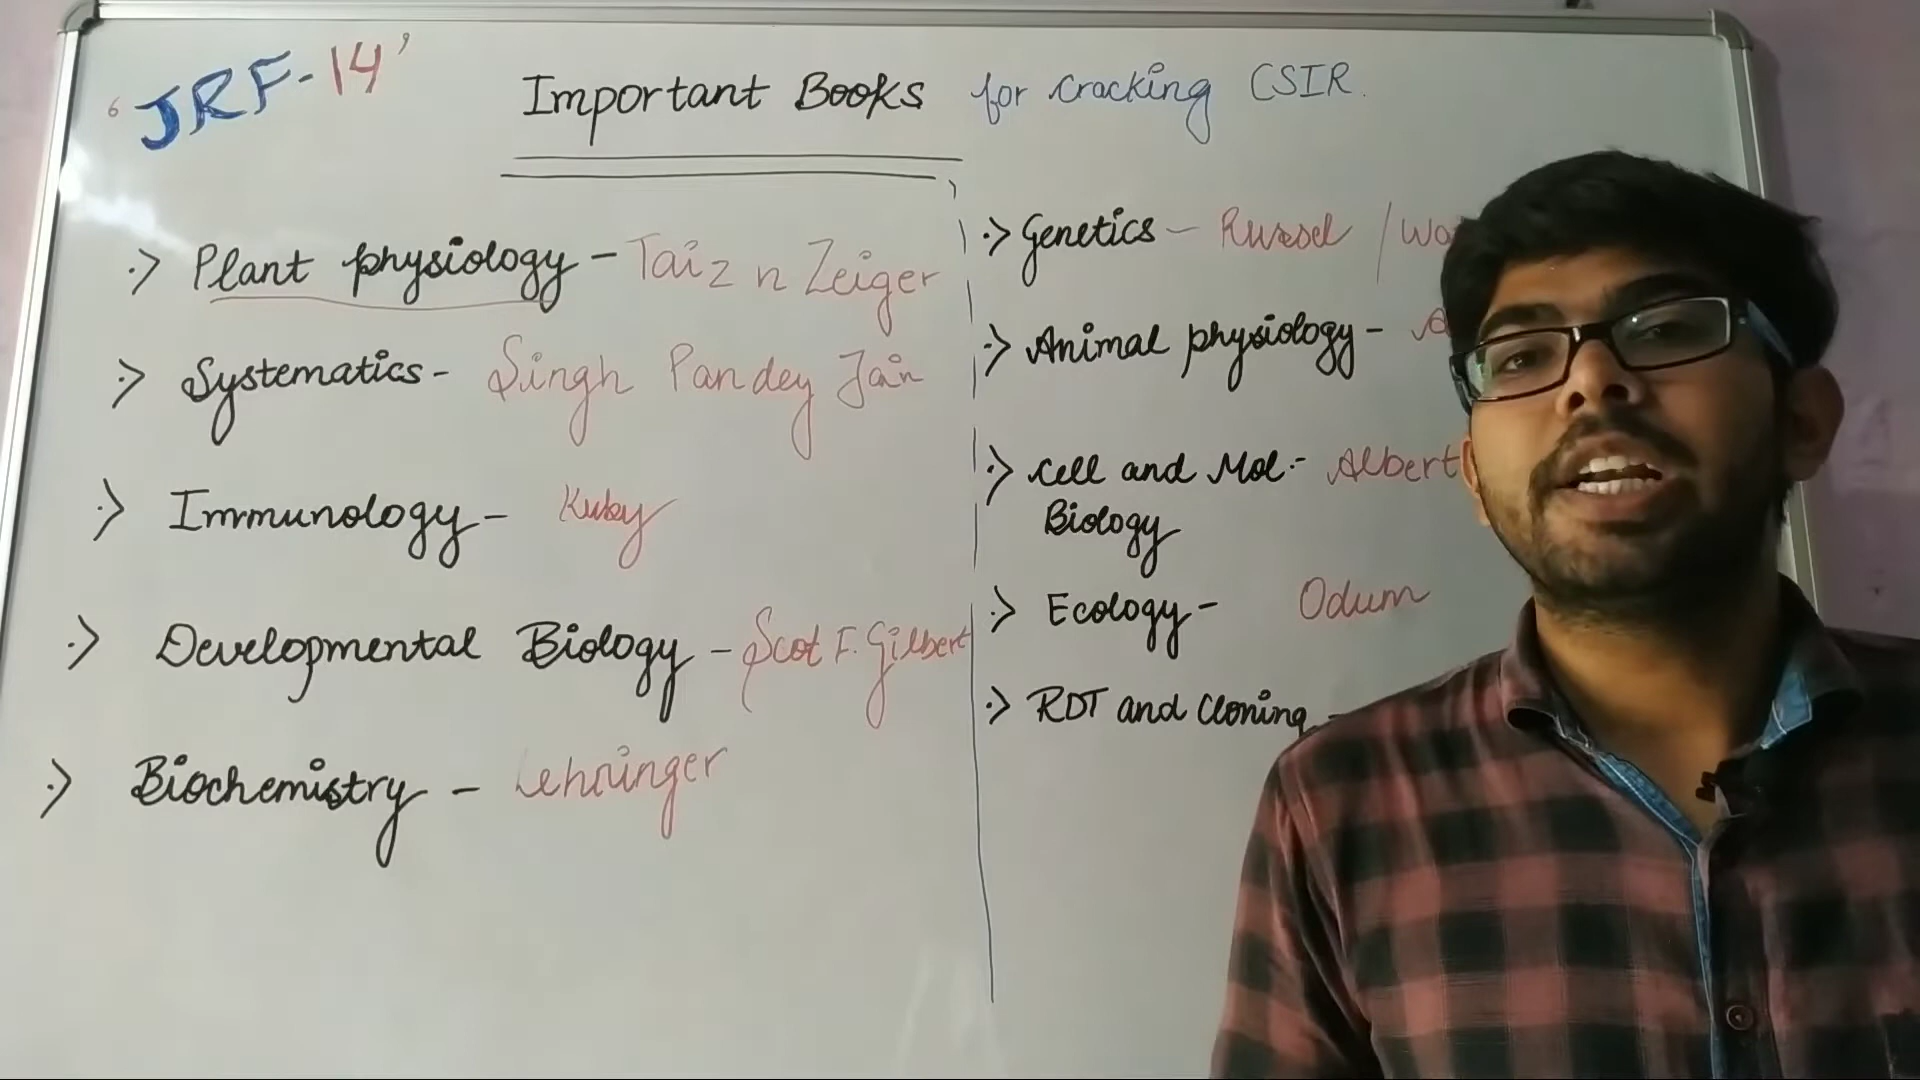 JRF-14'
Important Books for cracking CSIR.
Plant physiology - Taiz n Zeiger
Systematics - Singh Pandey Jain
Immunology - Kuby
Developmental Biology - Scot F. Gilbert
Biochemistry - Lehninger
Genetics - Russel /
Animal physiology -
Cell and Mol. - Albert
Biology
Ecology - Odum
RDT and Cloning -